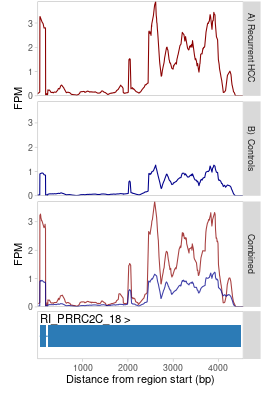 FPM
3
2
1
0
A) Recurrent HCC
3
2
1
0
B) Controls
FPM
3
2
1
0
Combined
RI_PRRC2C_18 >
1000 2000 3000 4000
Distance from region start (bp)